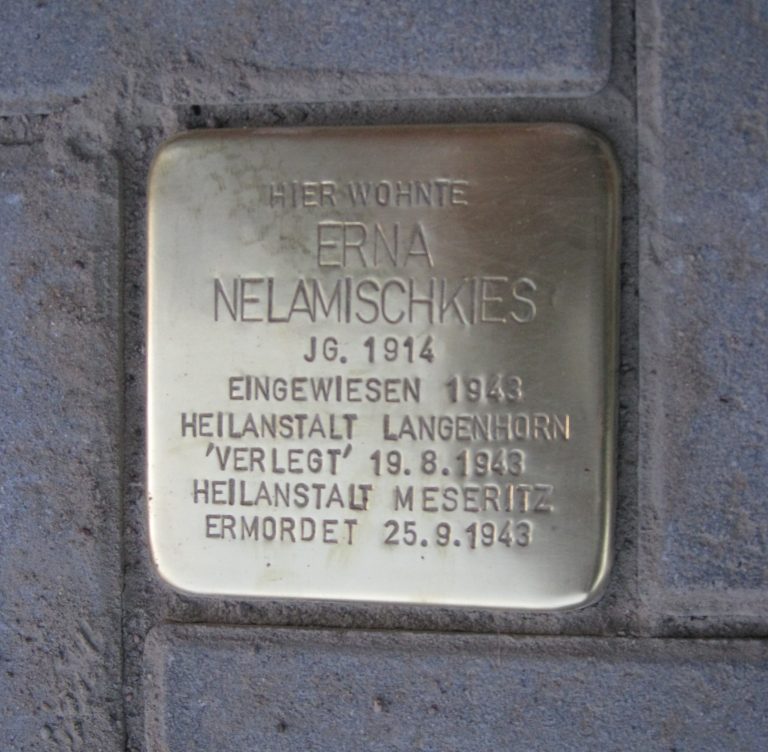 HIER WOHNTE
ERNA
NELAMISCHKIES
JG. 1914
EINGEWIESEN 1943
HEILANSTALT LANGENHORN
'VERLEGT' 19.8.1943
HEILANSTALT MESERITZ
ERMORDET 25.9.1943